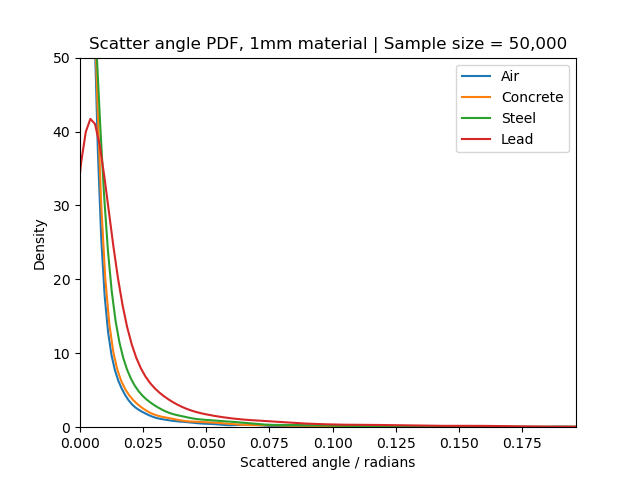 Scatter angle PDF, 1mm material | Sample size = 50,000
50
40
30
20
10
0
Density
Air
Concrete
Steel
Lead
0.000 0.025 0.050 0.075 0.100 0.125 0.150 0.175
Scattered angle / radians